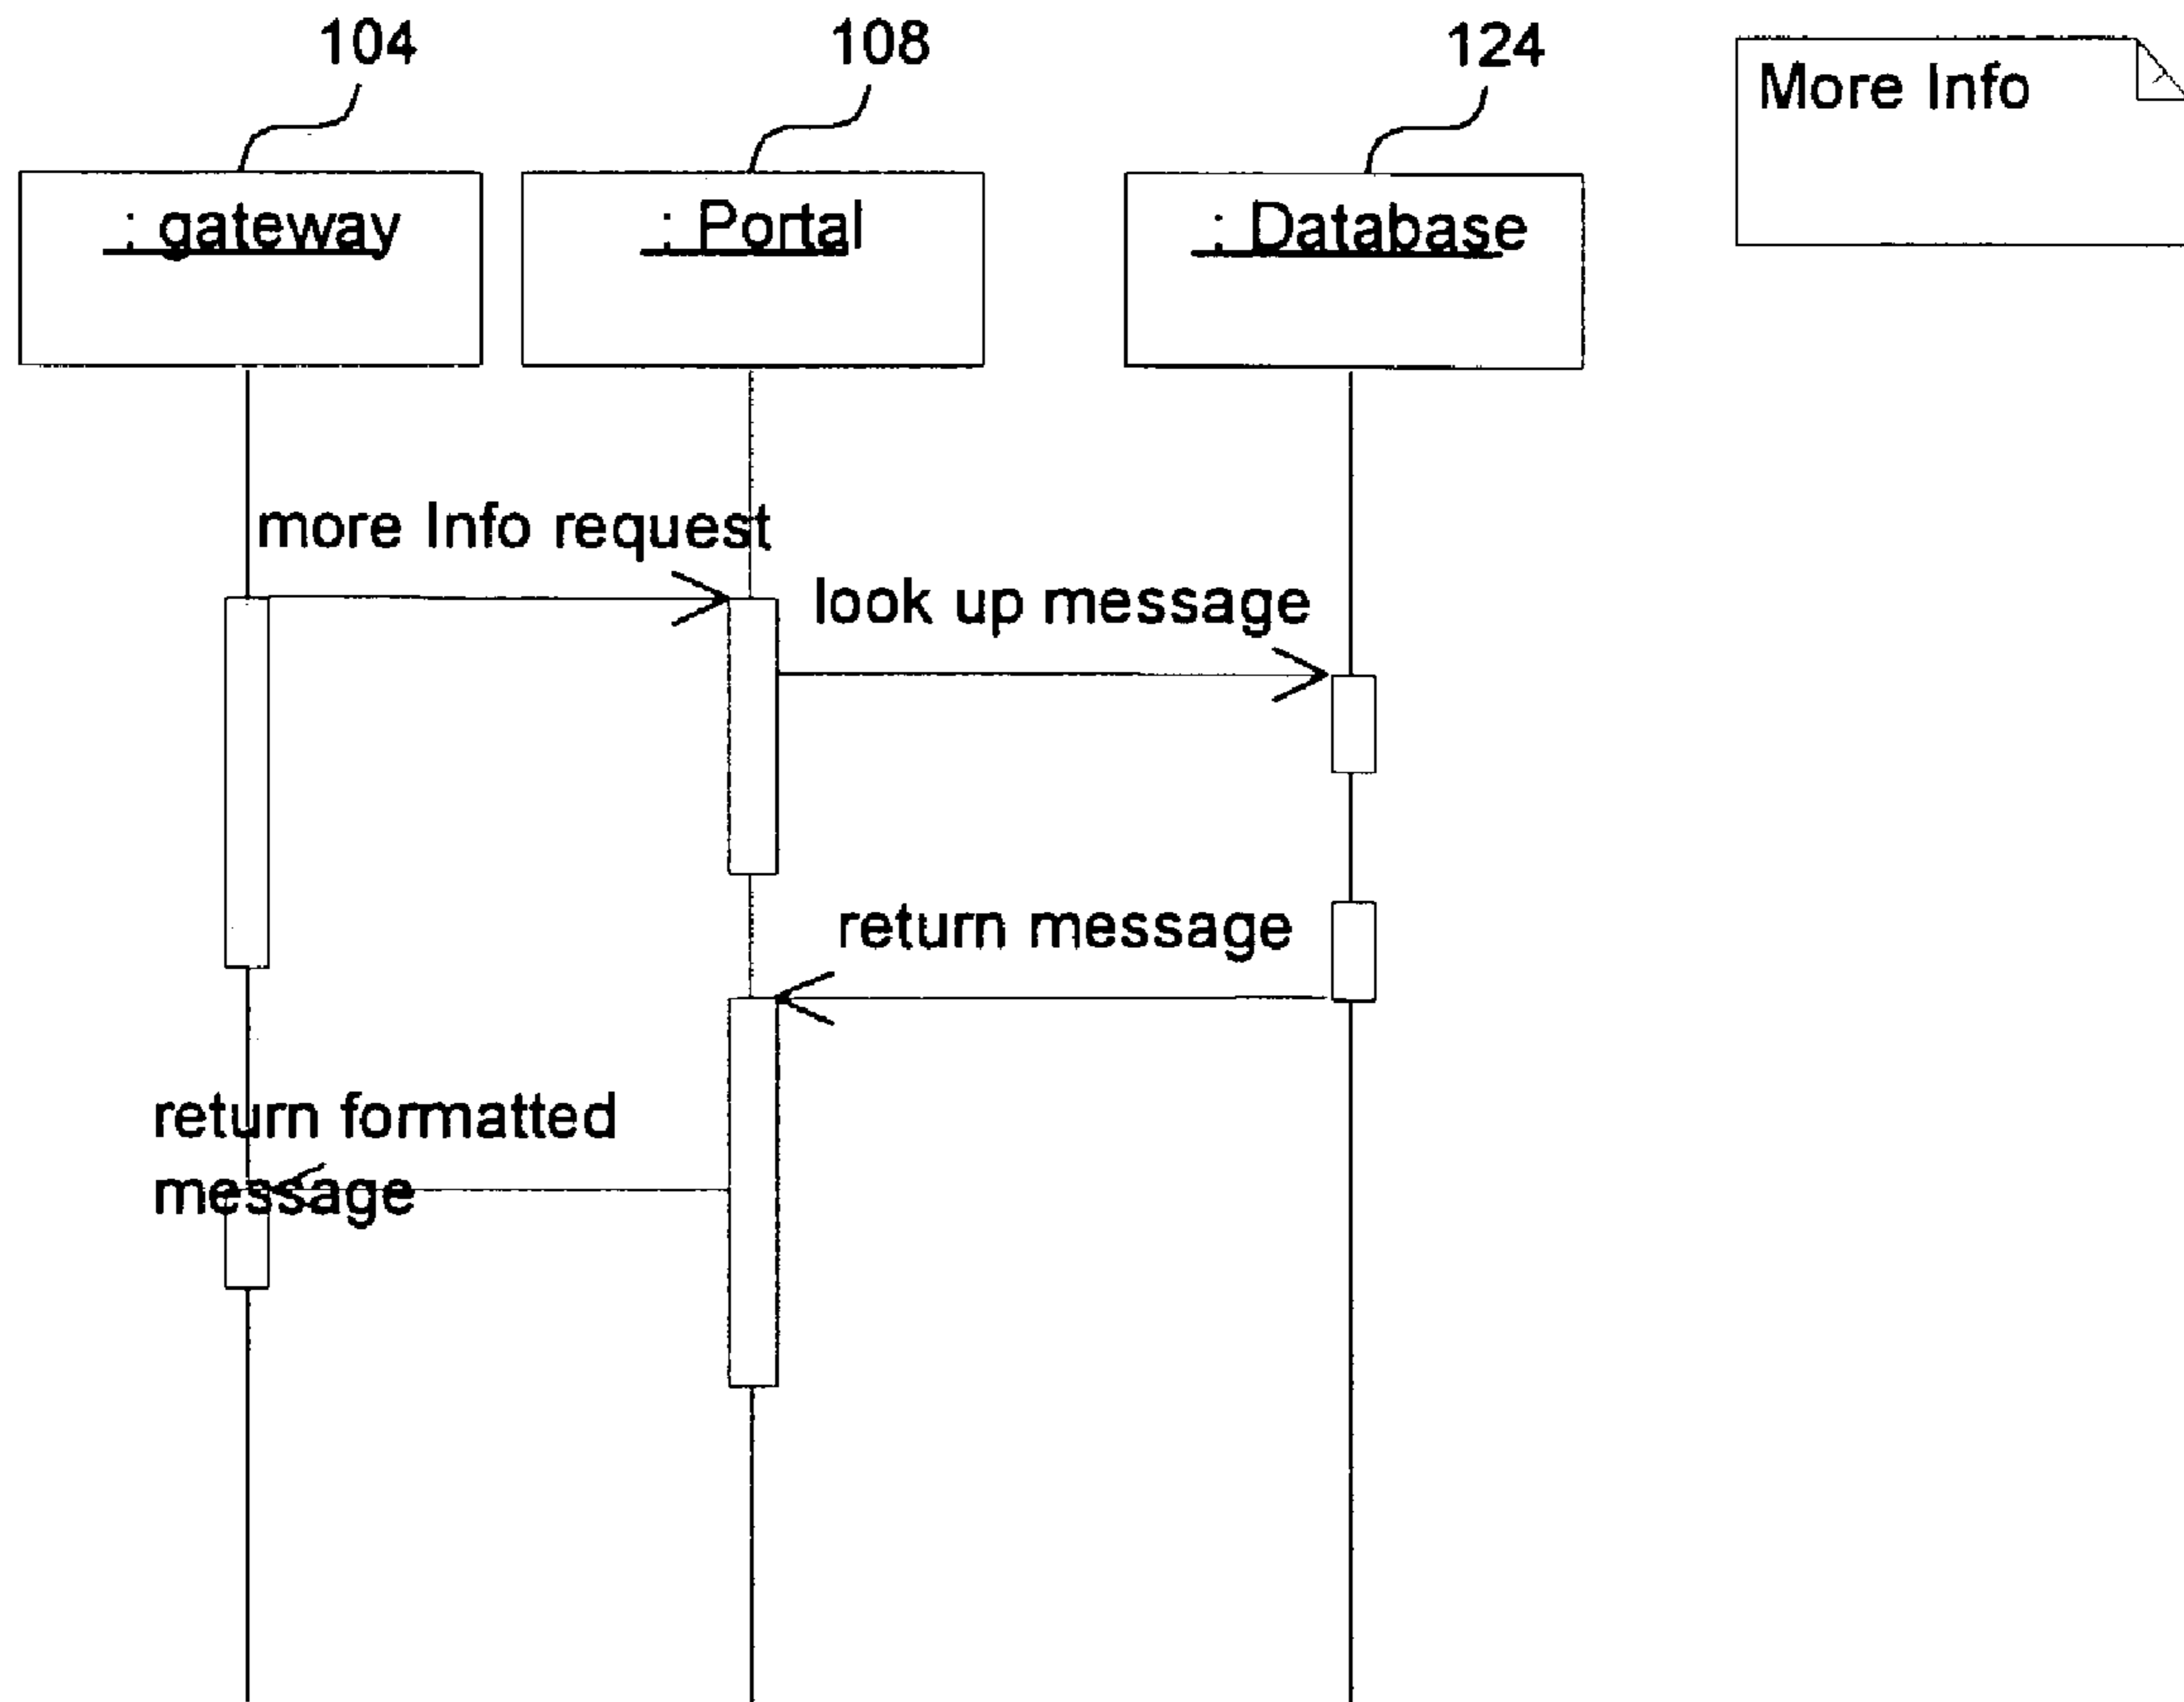 104
108
124
More Info
: gateway
: Portal
: Database
more Info request
look up message
return message
return formatted
message